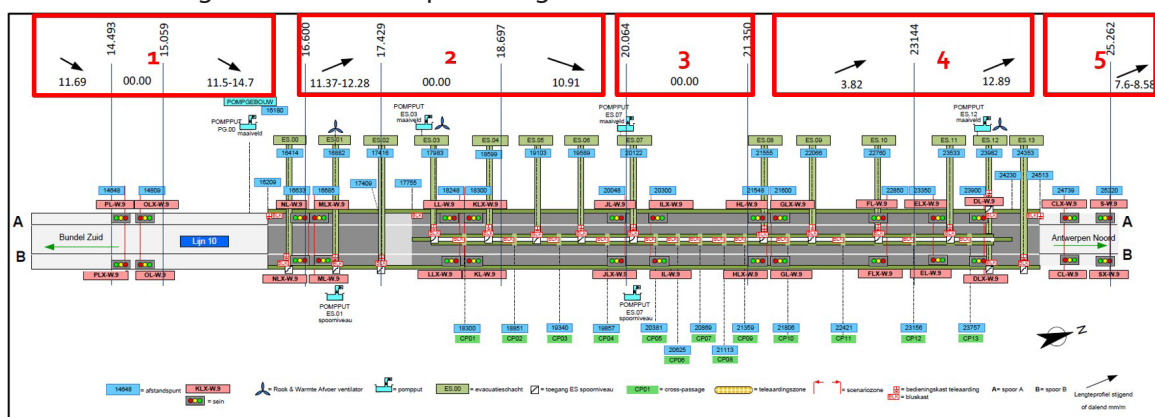 14.493
15.059
16.600
17.429
18.697
20.064
21.350
23144
25.262
1
2
3
4
5
11.69
00.00
11.5-14.7
11.37-12.28
00.00
10.91
00.00
3.82
12.89
7.6-8.58
POMPGEBOUW
16180
POMPPUT
PG.00
maaiveld
POMPPUT
ES.03
maaiveld
POMPPUT
ES.07
maaiveld
POMPPUT
ES.12
maaiveld
ES.00
ES.01
ES.02
ES.03
ES.04
ES.05
ES.06
ES.07
ES.08
ES.09
ES.10
ES.11
ES.12
ES.13
16414
16882
17416
17983
18599
19103
19589
20122
21555
22066
22760
23533
23962
24353
16209
17409
17755
24230
24513
14648
14809
16633
16685
18248
18300
20048
20300
21548
21600
22850
23350
23900
24739
25320
PL-W.9
OLX-W.9
NL-W.9
MLX-W.9
LL-W.9
KLX-W.9
JL-W.9
ILX-W.9
HL-W.9
GLX-W.9
FL-W.9
ELX-W.9
DL-W.9
CLX-W.9
S-W.9
A
A
Bundel Zuid
Lijn 10
Antwerpen Noord
B
B
PLX-W.9
OL-W.9
NLX-W.9
ML-W.9
LLX-W.9
KL-W.9
JLX-W.9
IL-W.9
HLX-W.9
GL-W.9
FLX-W.9
EL-W.9
DLX-W.9
CL-W.9
SX-W.9
POMPPUT
ES.01
spoorniveau
POMPPUT
ES.07
spoorniveau
18300
18851
19340
19857
20381
20869
21359
21806
22421
23156
23757
CP01
CP02
CP03
CP04
CP05
CP07
CP09
CP10
CP11
CP12
CP13
20625
21113
CP06
CP08
N
14648 = afstandspunt
KLX-W.9
= sein
= Rook & Warmte Afvoer ventilator
= pompput
ES.00 = evacuatieschacht
= toegang ES spoorniveau
CP01 = cross-passage
= teleaardingszone
= scenariozone
= bedieningskast teleaarding
BLK = bluskast
A= spoor A
B= spoor B
Lengteprofiel stijgend
of dalend mm/m